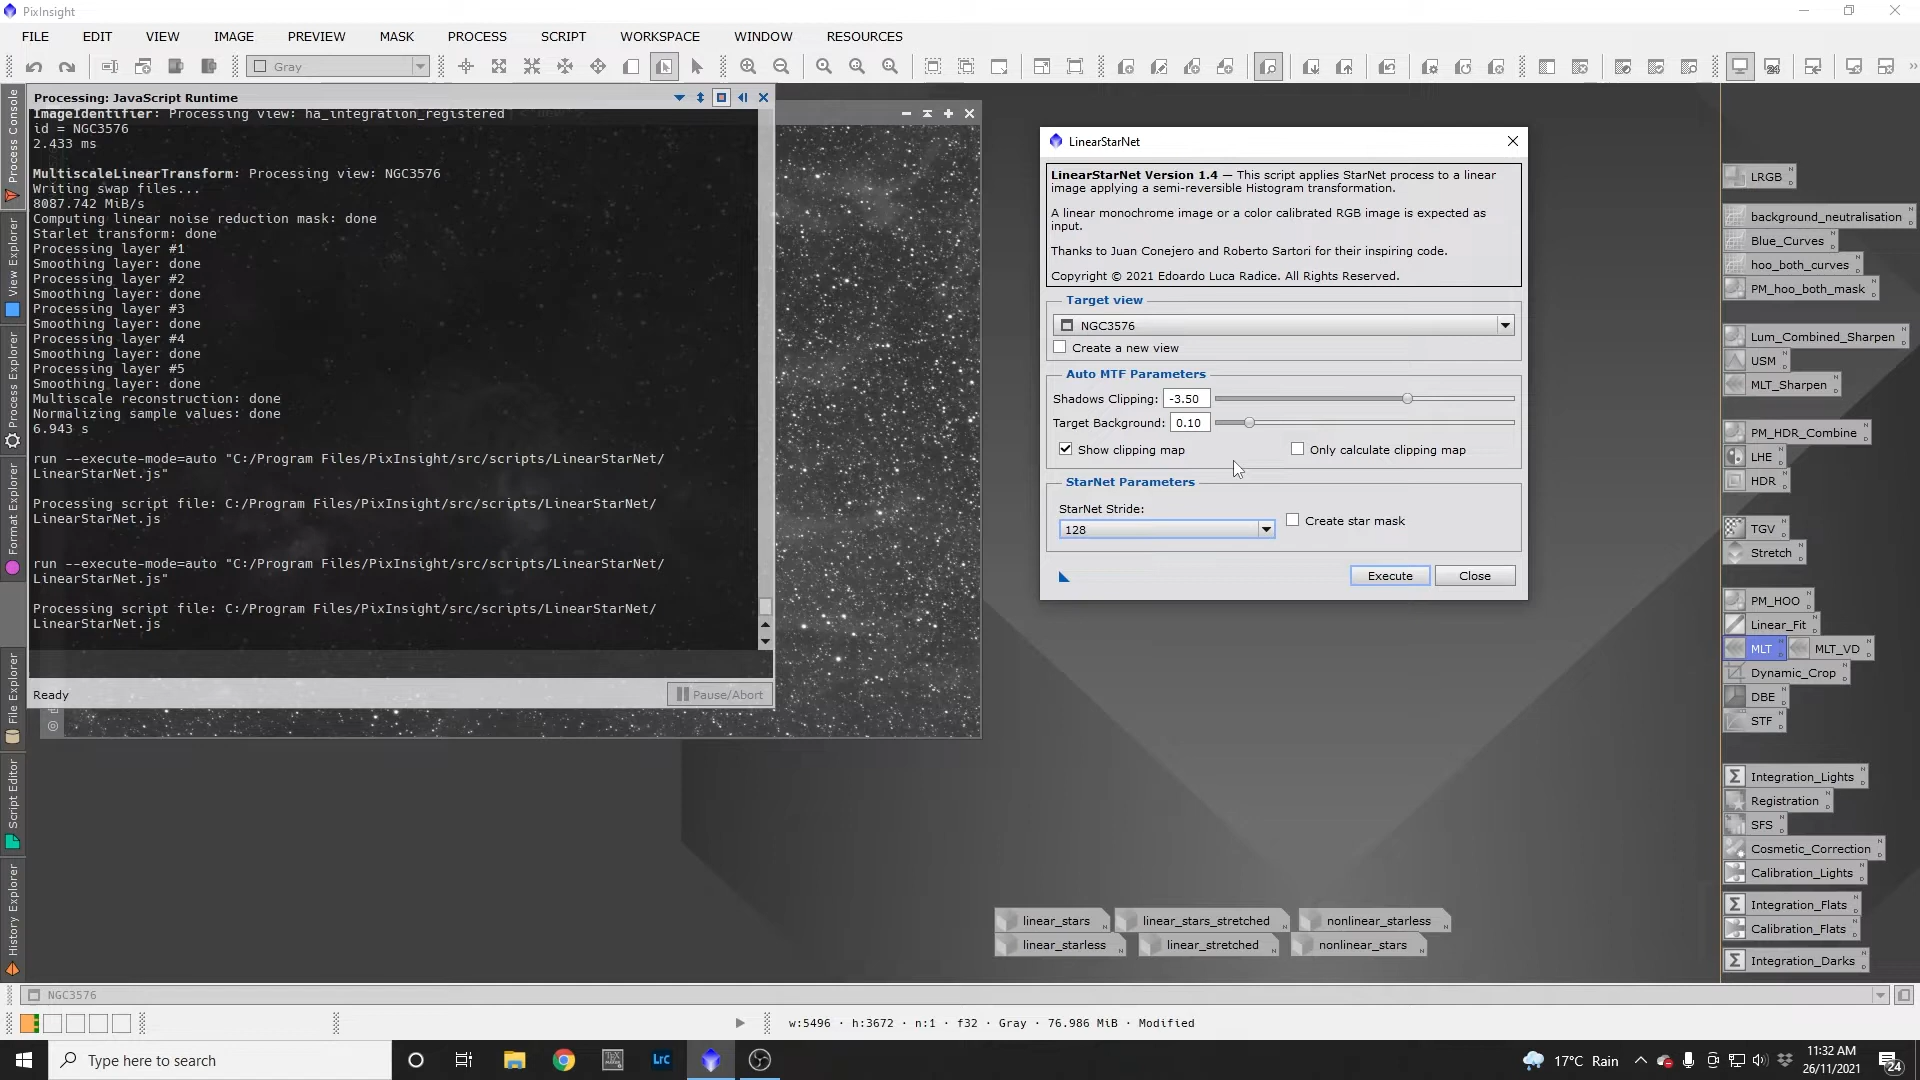 PixInsight
FILE EDIT VIEW IMAGE PREVIEW MASK PROCESS SCRIPT WORKSPACE WINDOW RESOURCES
Gray
Processing: JavaScript Runtime
ImageIdentifier: Processing view: ha_integration_registered
id = NGC3576
2.433 ms
MultiscaleLinearTransform: Processing view: NGC3576
Writing swap files...
8087.742 MiB/s
Computing linear noise reduction mask: done
Starlet transform: done
Processing layer #1
Smoothing layer: done
Processing layer #2
Smoothing layer: done
Processing layer #3
Smoothing layer: done
Processing layer #4
Smoothing layer: done
Processing layer #5
Smoothing layer: done
Multiscale reconstruction: done
Normalizing sample values: done
6.943 s
run --execute-mode=auto "C:/Program Files/PixInsight/src/scripts/LinearStarNet/
LinearStarNet.js"
Processing script file: C:/Program Files/PixInsight/src/scripts/LinearStarNet/
LinearStarNet.js
run --execute-mode=auto "C:/Program Files/PixInsight/src/scripts/LinearStarNet/
LinearStarNet.js"
Processing script file: C:/Program Files/PixInsight/src/scripts/LinearStarNet/
LinearStarNet.js
Ready
Pause/Abort
Process Console
View Explorer
Process Explorer
Format Explorer
File Explorer
Script Editor
History Explorer
LinearStarNet
LinearStarNet Version 1.4 — This script applies StarNet process to a linear
image applying a semi-reversible Histogram transformation.
A linear monochrome image or a color calibrated RGB image is expected as
input.
Thanks to Juan Conejero and Roberto Sartori for their inspiring code.
Copyright © 2021 Edoardo Luca Radice. All Rights Reserved.
Target view
NGC3576
Create a new view
Auto MTF Parameters
Shadows Clipping: -3.50
Target Background: 0.10
Show clipping map Only calculate clipping map
StarNet Parameters
StarNet Stride:
128
Create star mask
Execute Close
LRGB
background_neutralisation
Blue_Curves
hoo_both_curves
PM_hoo_both_mask
Lum_Combined_Sharpen
USM
MLT_Sharpen
PM_HDR_Combine
LHE
HDR
TGV
Stretch
PM_HOO
Linear_Fit
MLT MLT_VD
Dynamic_Crop
DBE
STF
Integration_Lights
Registration
SFS
Cosmetic_Correction
Calibration_Lights
Integration_Flats
Calibration_Flats
Integration_Darks
linear_stars linear_stars_stretched nonlinear_starless
linear_starless linear_stretched nonlinear_stars
NGC3576
w:5496 · h:3672 · n:1 · f32 · Gray · 76.986 MiB · Modified
Type here to search
Lrc
17°C Rain
11:32 AM
26/11/2021
24